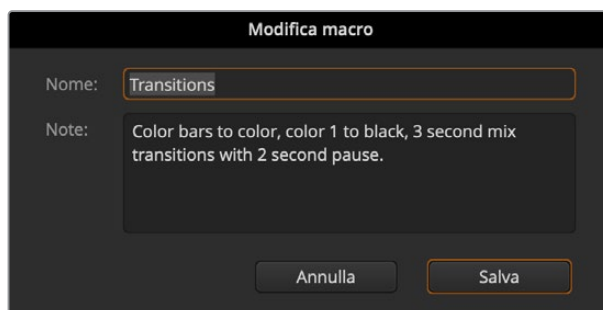 Modifica macro
Nome: Transitions
Note: Color bars to color, color 1 to black, 3 second mix
transitions with 2 second pause.
Annulla Salva